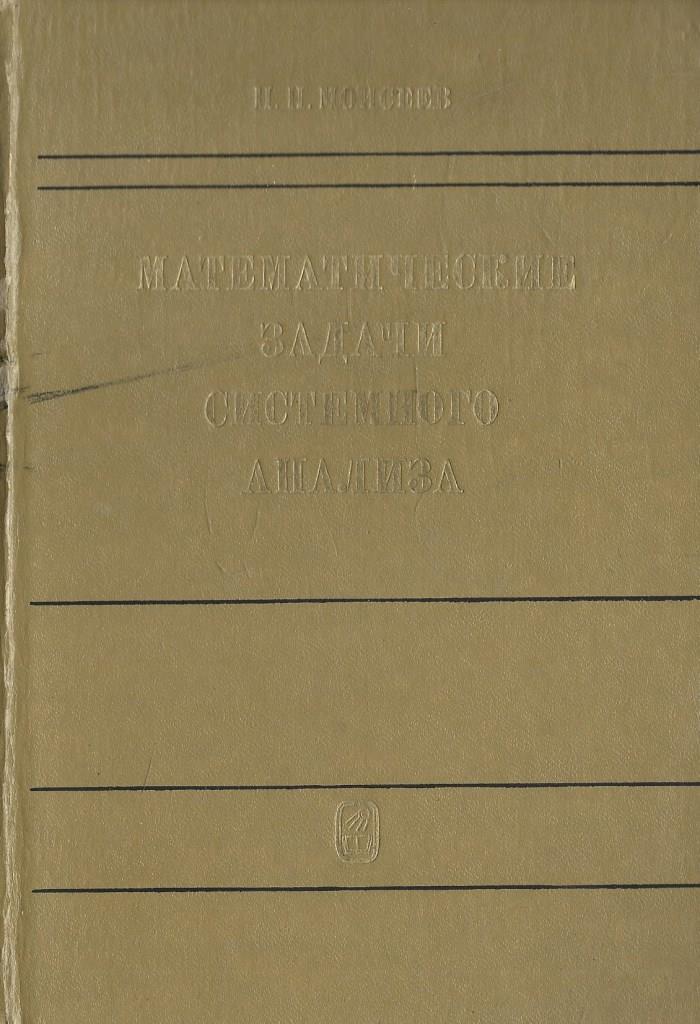 Н. Н. МОИСЕЕВ
МАТЕМАТИЧЕСКИЕ
ЗАДАЧИ
СИСТЕМНОГО
АНАЛИЗА